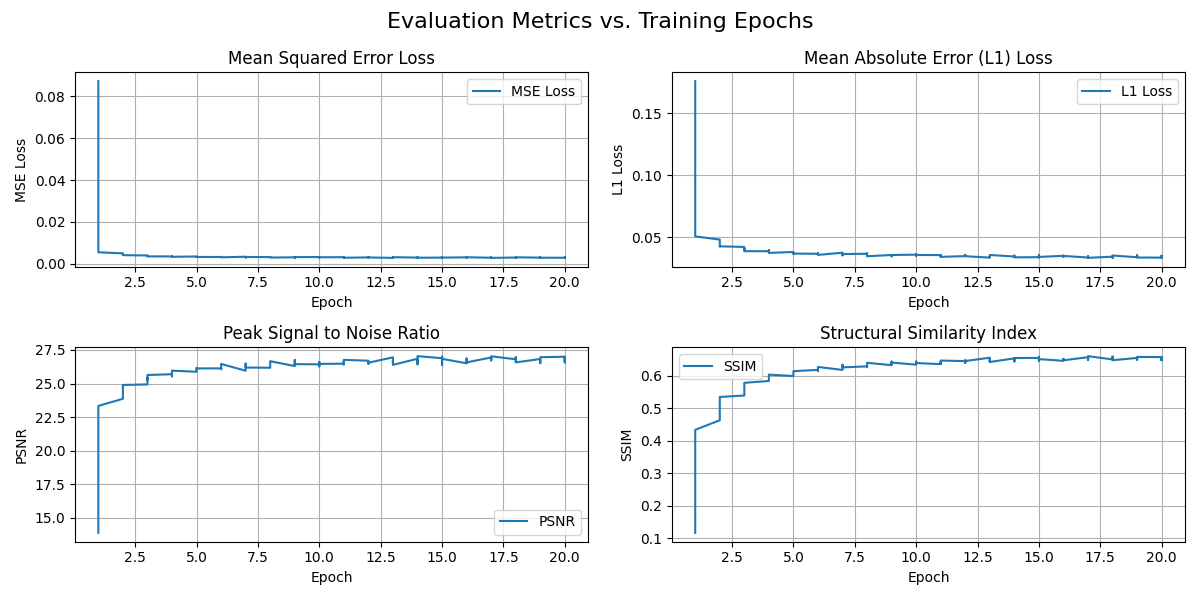 Evaluation Metrics vs. Training Epochs
Mean Squared Error Loss
MSE Loss
0.08
0.06
0.04
0.02
0.00
MSE Loss
2.5 5.0 7.5 10.0 12.5 15.0 17.5 20.0
Epoch
Mean Absolute Error (L1) Loss
L1 Loss
0.15
0.10
0.05
L1 Loss
2.5 5.0 7.5 10.0 12.5 15.0 17.5 20.0
Epoch
Peak Signal to Noise Ratio
27.5
25.0
22.5
20.0
17.5
15.0
PSNR
PSNR
2.5 5.0 7.5 10.0 12.5 15.0 17.5 20.0
Epoch
Structural Similarity Index
SSIM
0.6
0.5
0.4
0.3
0.2
0.1
SSIM
2.5 5.0 7.5 10.0 12.5 15.0 17.5 20.0
Epoch